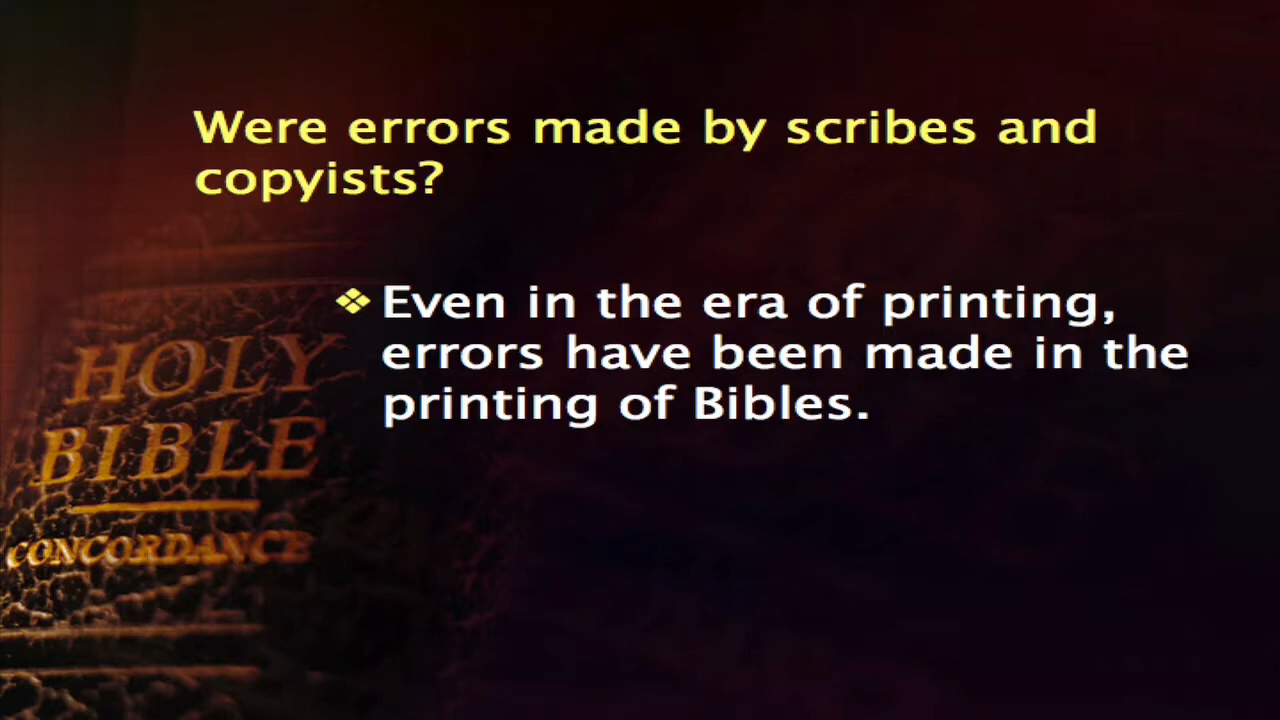 Were errors made by scribes and
copyists?
Even in the era of printing,
errors have been made in the
printing of Bibles.
HOLY
BIBLE
CONCORDANCE